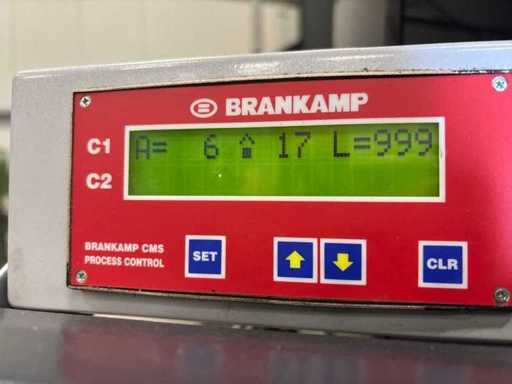 BRANKAMP
C1 A= 6 17 L=999
C2
BRANKAMP CMS
PROCESS CONTROL
SET
CLR